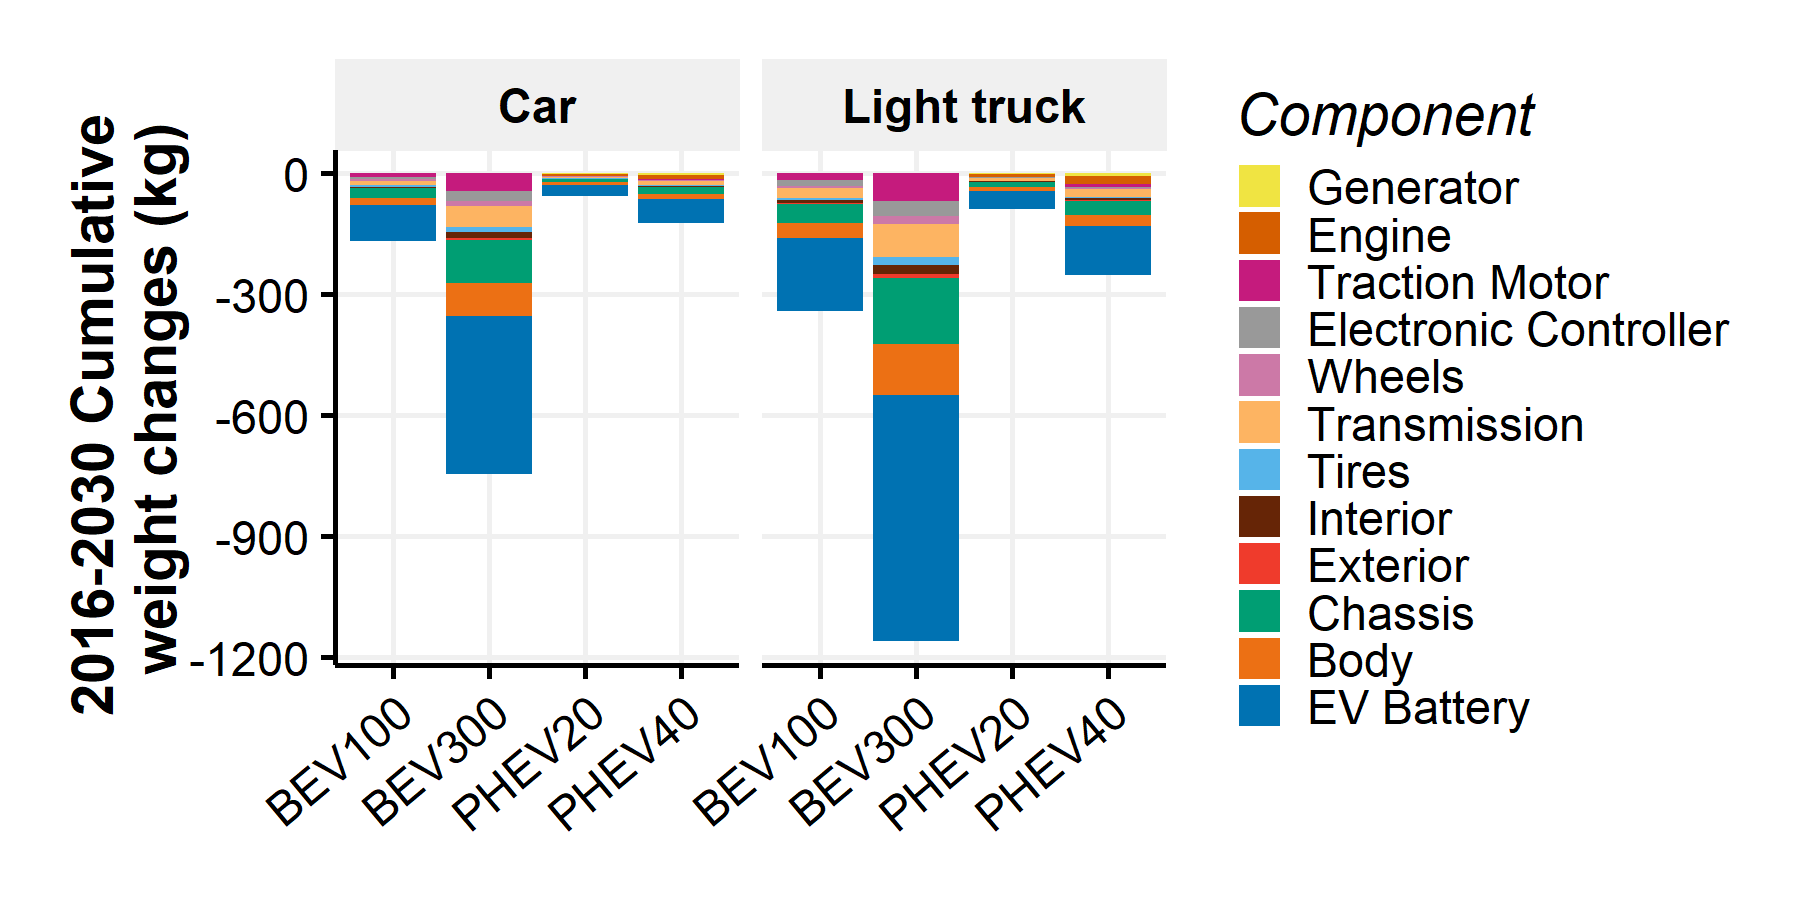 2016-2030 Cumulative
weight changes (kg)
Car
Light truck
0
-300
-600
-900
-1200
BEV100
BEV300
PHEV20
PHEV40
BEV100
BEV300
PHEV20
PHEV40
Component
Generator
Engine
Traction Motor
Electronic Controller
Wheels
Transmission
Tires
Interior
Exterior
Chassis
Body
EV Battery